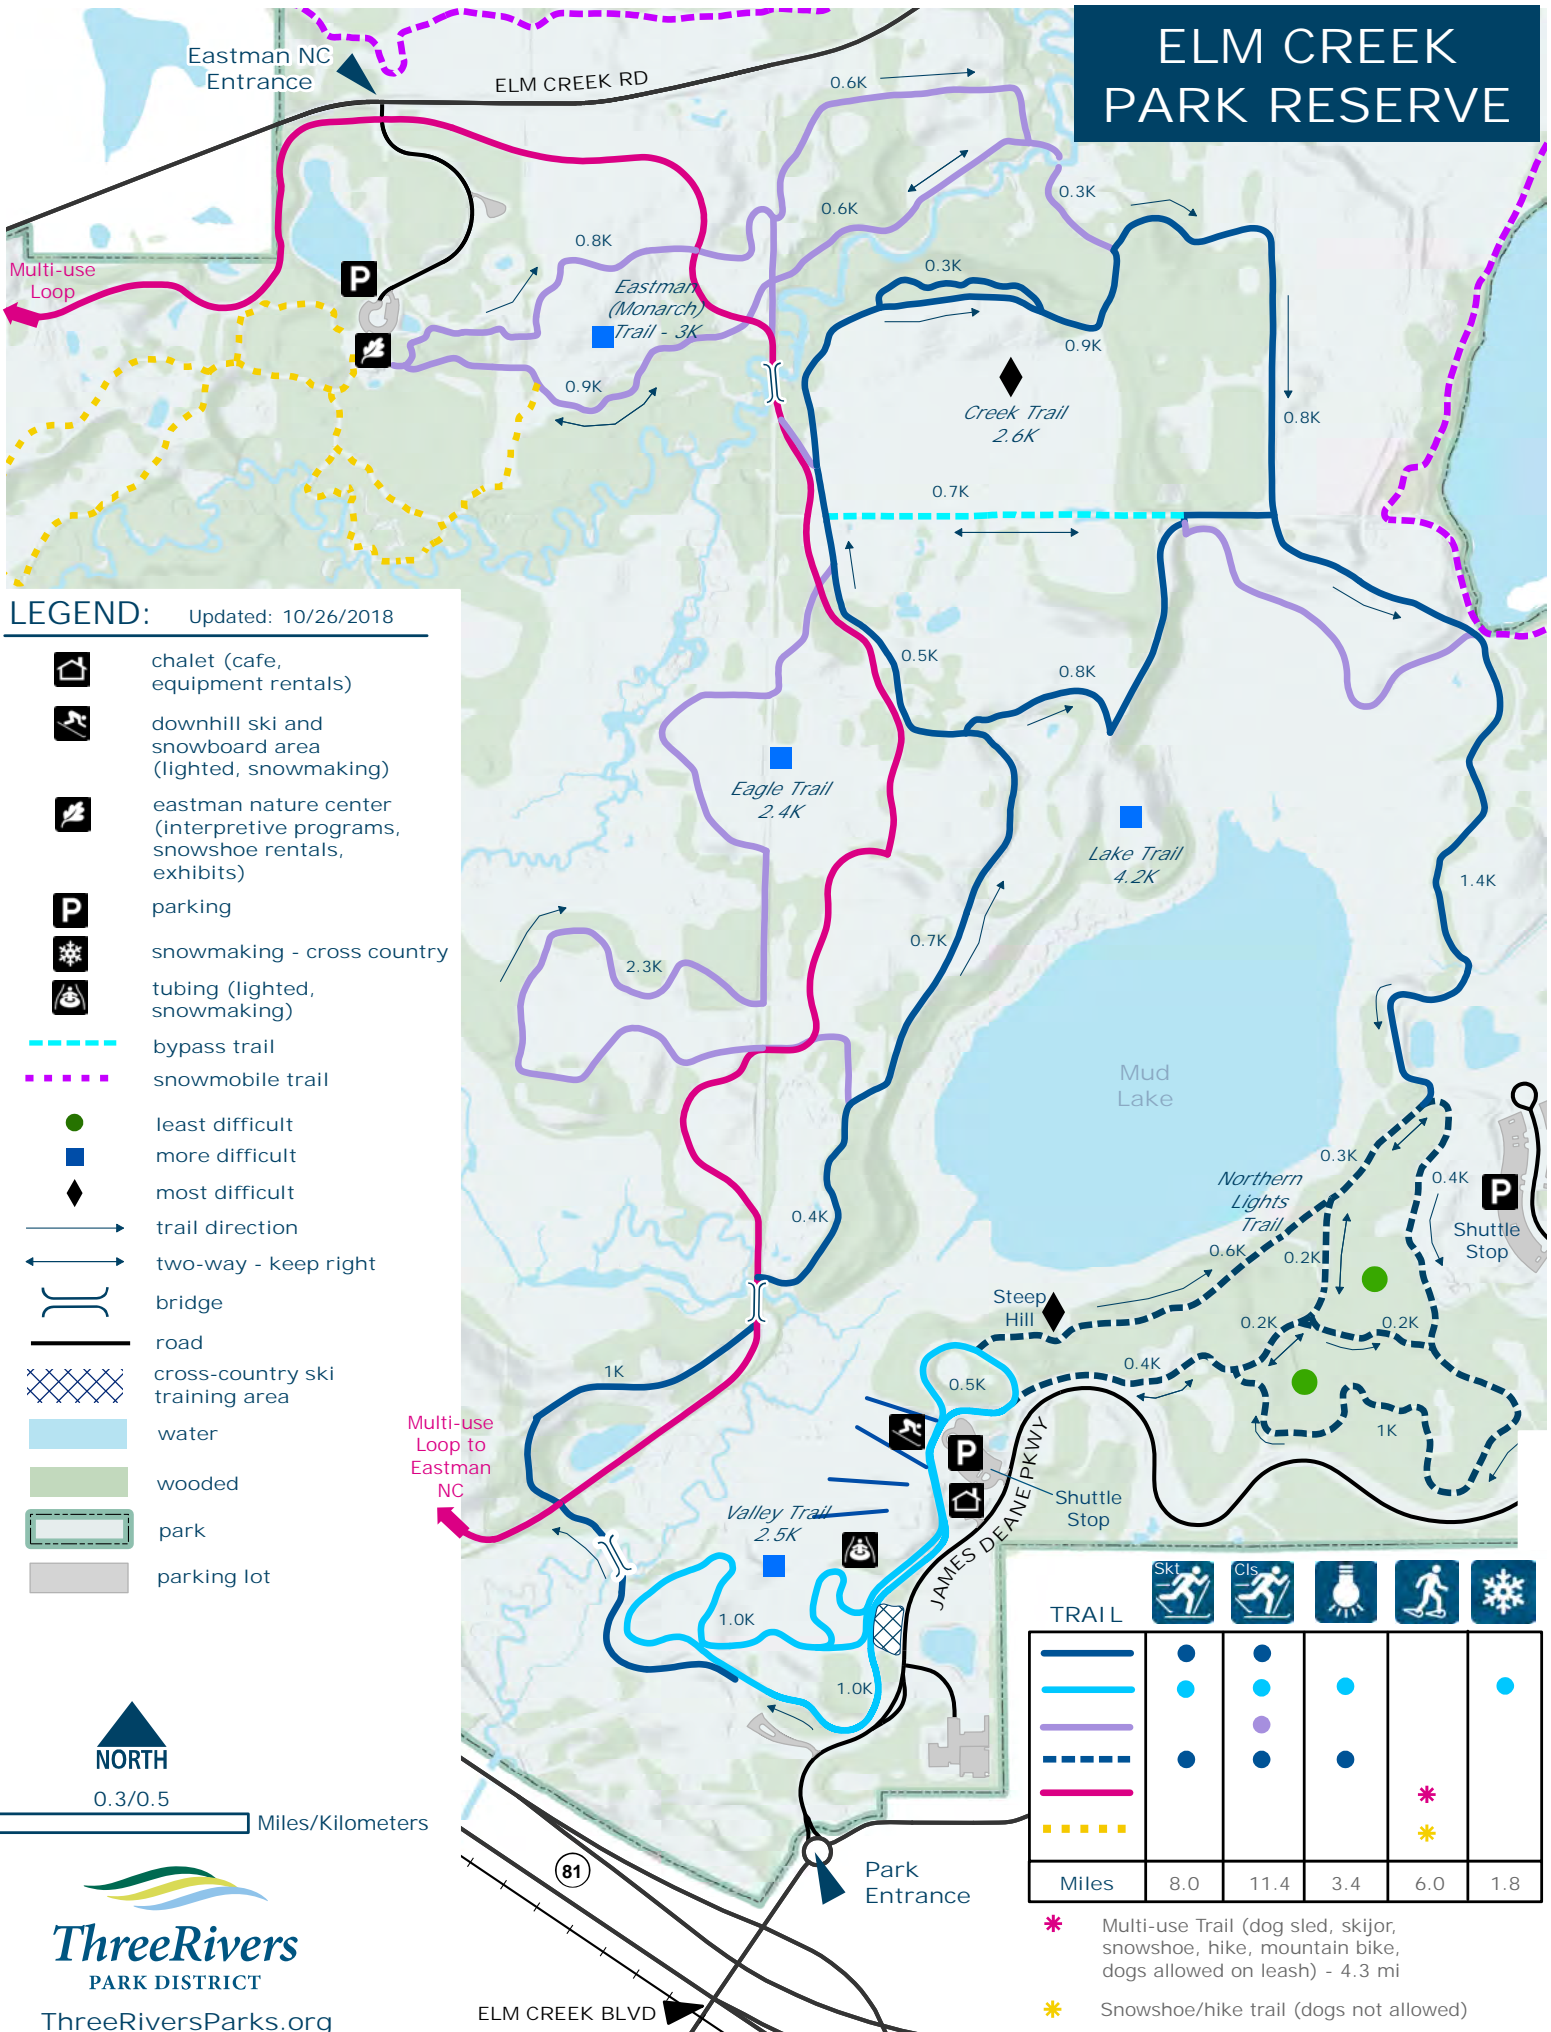 ELM CREEK
PARK RESERVE
Eastman NC
Entrance
ELM CREEK RD
0.6K
0.3K
0.6K
0.8K
Multi-use
Loop
P
Eastman
(Monarch)
Trail - 3K
0.3K
0.9K
0.9K
Creek Trail
2.6K
0.8K
0.7K
0.5K
0.8K
Eagle Trail
2.4K
Lake Trail
4.2K
1.4K
0.7K
2.3K
Mud
Lake
0.3K
0.4K
P
Northern
Lights
Trail
Shuttle
Stop
0.4K
0.6K
0.2K
Steep
Hill
0.2K
0.2K
0.4K
1K
0.5K
1K
Multi-use
Loop to
Eastman
NC
P
JAMES DEANE PKWY
Shuttle
Stop
Valley Trail
2.5K
1.0K
1.0K
Park
Entrance
81
ELM CREEK BLVD
LEGEND: Updated: 10/26/2018
chalet (cafe,
equipment rentals)
downhill ski and
snowboard area
(lighted, snowmaking)
eastman nature center
(interpretive programs,
snowshoe rentals,
exhibits)
P parking
snowmaking - cross country
tubing (lighted,
snowmaking)
bypass trail
snowmobile trail
least difficult
more difficult
most difficult
trail direction
two-way - keep right
bridge
road
cross-country ski
training area
water
wooded
park
parking lot
NORTH
0.3/0.5
Miles/Kilometers
ThreeRivers
PARK DISTRICT
ThreeRiversParks.org
Skt Cls
TRAIL
Miles 8.0 11.4 3.4 6.0 1.8
Multi-use Trail (dog sled, skijor,
snowshoe, hike, mountain bike,
dogs allowed on leash) - 4.3 mi
Snowshoe/hike trail (dogs not allowed)